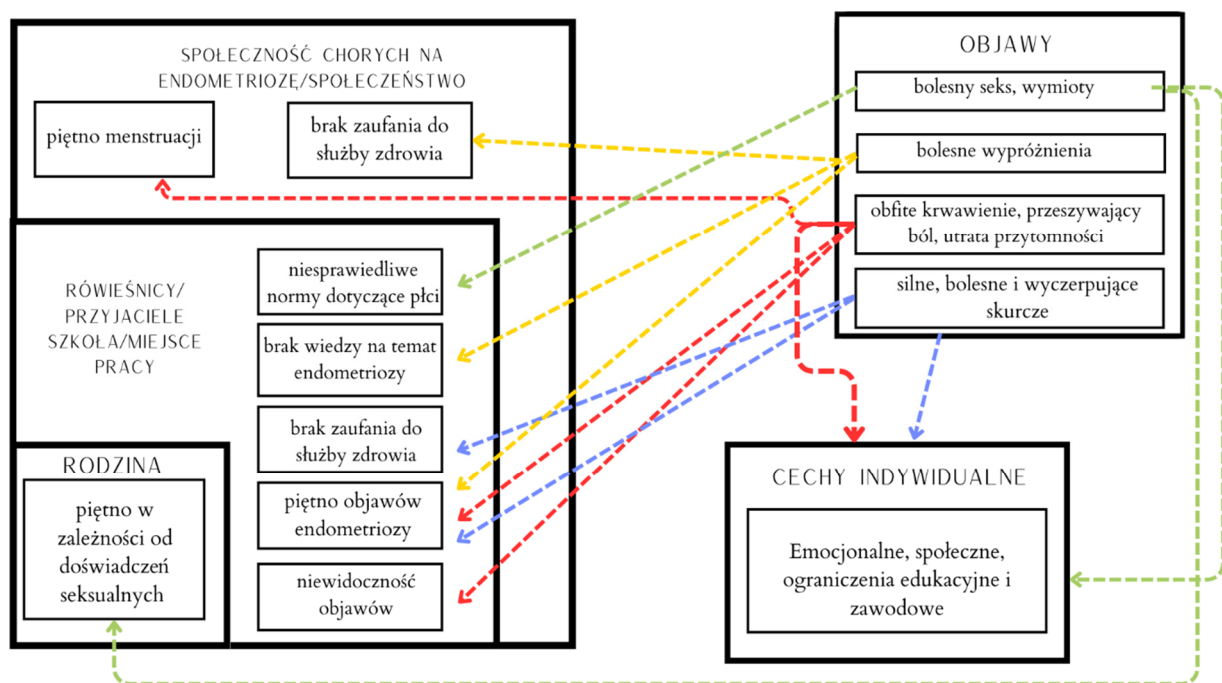 SPOŁECZNOŚĆ CHORYCH NA
ENDOMETRIOZĘ/SPOŁECZEŃSTWO
piętno menstruacji
brak zaufania do
służby zdrowia
RÓWIEŚNICY/
PRZYJACIELE
SZKOŁA/MIEJSCE
PRACY
niesprawiedliwe
normy dotyczące płci
brak wiedzy na temat
endometriozy
brak zaufania do
służby zdrowia
piętno objawów
endometriozy
niewidoczność
objawów
RODZINA
piętno w
zależności od
doświadczeń
seksualnych
OBJAWY
bolesny seks, wymioty
bolesne wypróżnienia
obfite krwawienie, przeszywający
ból, utrata przytomności
silne, bolesne i wyczerpujące
skurcze
CECHY INDYWIDUALNE
Emocjonalne, społeczne,
ograniczenia edukacyjne i
zawodowe